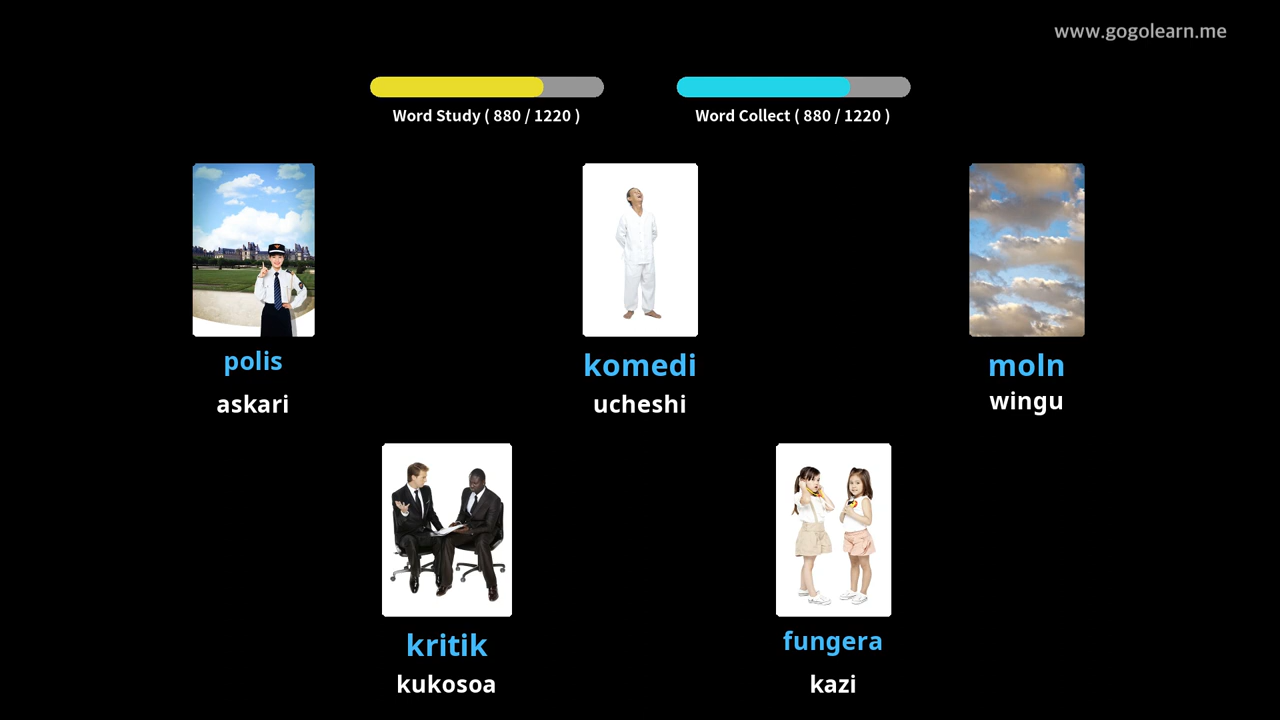 www.gogolearn.me
Word Study ( 880 / 1220 )
Word Collect ( 880 / 1220 )
polis
askari
komedi
ucheshi
moln
wingu
kritik
kukosoa
fungera
kazi